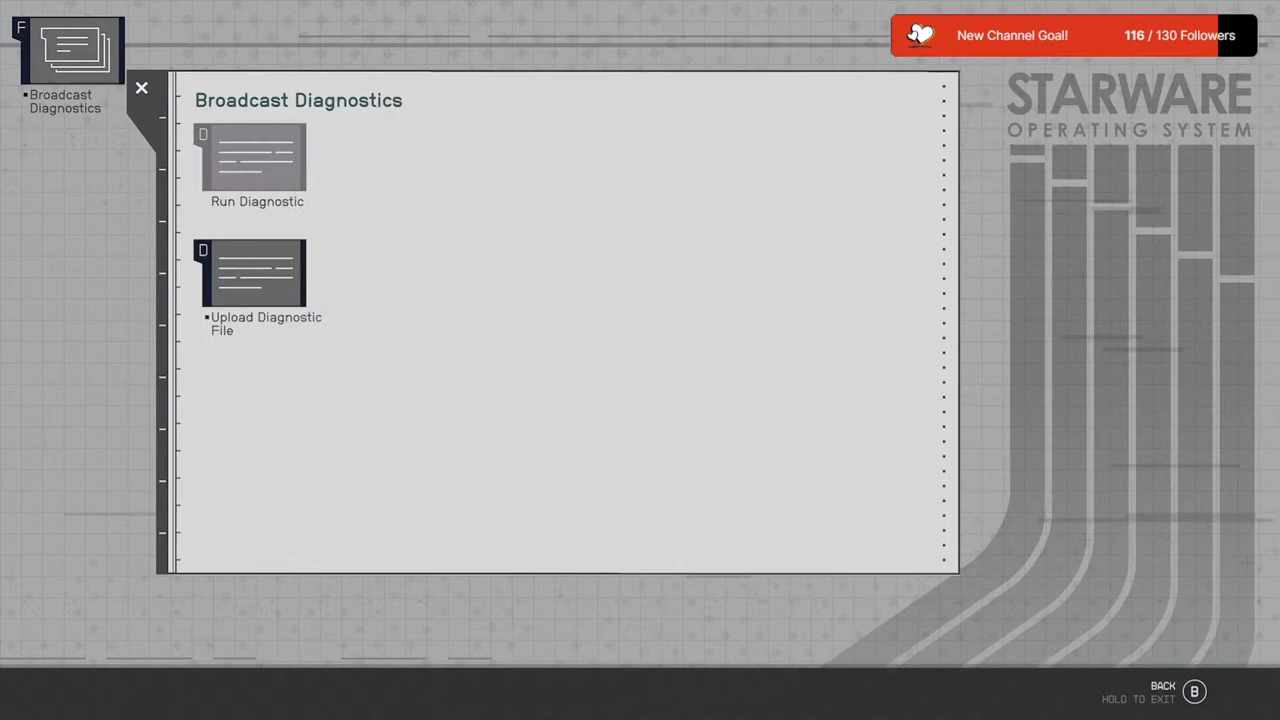 F
▪Broadcast
Diagnostics
New Channel Goal!
116 / 130 Followers
STARWARE
OPERATING SYSTEM
Broadcast Diagnostics
D
Run Diagnostic
D
▪Upload Diagnostic
File
BACK
HOLD TO EXIT
B